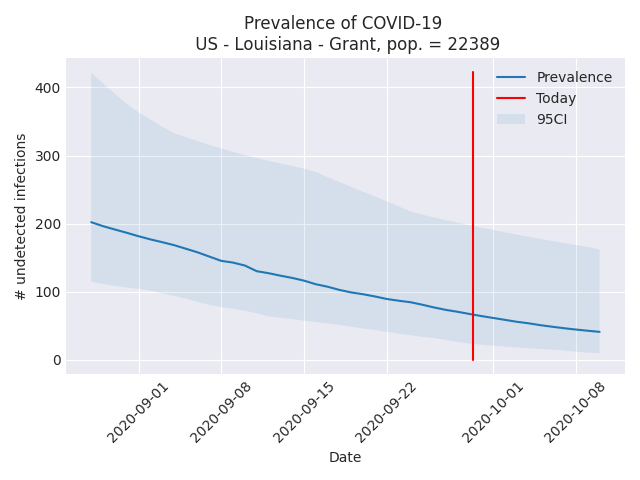 Prevalence of COVID-19
US - Louisiana - Grant, pop. = 22389
Prevalence
Today
95CI
# undetected infections
400
300
200
100
0
2020-09-01
2020-09-08
2020-09-15
2020-09-22
2020-10-01
2020-10-08
Date